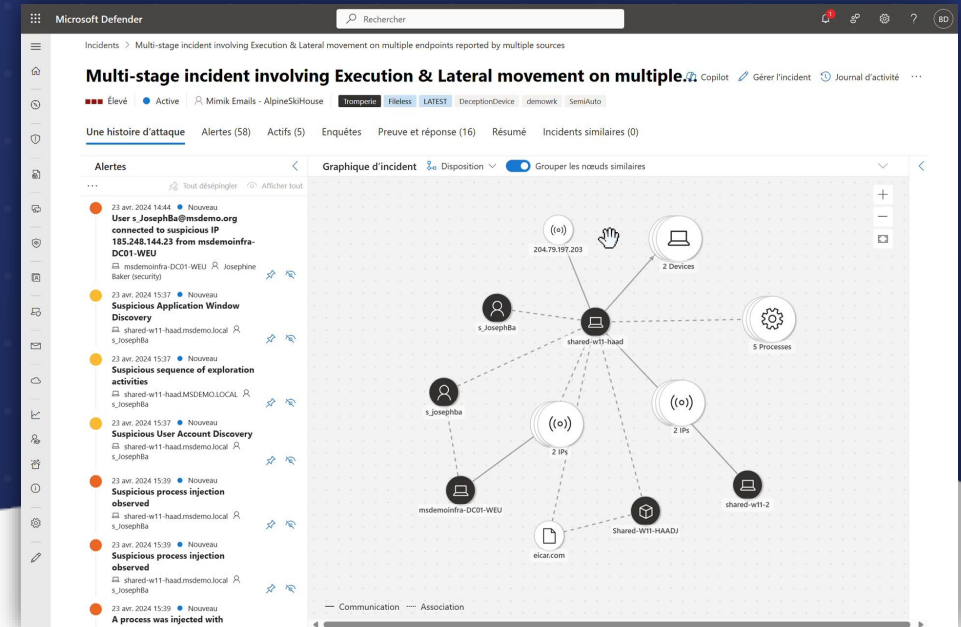 Microsoft Defender
Rechercher
1
?
BD
Incidents > Multi-stage incident involving Execution & Lateral movement on multiple endpoints reported by multiple sources
Multi-stage incident involving Execution & Lateral movement on multiple...
Copilot
Gérer l'incident
Journal d'activité
...
Élevé
Active
Mimik Emails - AlpineSkiHouse
Tromperie
Fileless
LATEST
DeceptionDevice
demowrk
SemiAuto
Une histoire d'attaque
Alertes (58)
Actifs (5)
Enquêtes
Preuve et réponse (16)
Résumé
Incidents similaires (0)
Alertes
...
Tout désépingler
Afficher tout
23 avr. 2024 14:44 • Nouveau
User s_JosephBa@msdemo.org
connected to suspicious IP
185.248.144.23 from msdemoinfra-
DC01-WEU
msdemoinfra-DC01-WEU Josephine
Baker (security)
23 avr. 2024 15:37 • Nouveau
Suspicious Application Window
Discovery
shared-w11-haad.msdemo.local
s_JosephBa
23 avr. 2024 15:37 • Nouveau
Suspicious sequence of exploration
activities
shared-w11-haad.MSDEMO.LOCAL
s_JosephBa
23 avr. 2024 15:37 • Nouveau
Suspicious User Account Discovery
shared-w11-haad.msdemo.local
s_JosephBa
23 avr. 2024 15:39 • Nouveau
Suspicious process injection
observed
shared-w11-haad.msdemo.local
s_JosephBa
23 avr. 2024 15:39 • Nouveau
Suspicious process injection
observed
shared-w11-haad.msdemo.local
s_JosephBa
23 avr. 2024 15:39 • Nouveau
A process was injected with
Graphique d'incident
Disposition
Grouper les nœuds similaires
204.79.197.203
2 Devices
s_JosephBa
shared-w11-haad
5 Processes
s_josephba
2 IPs
2 IPs
msdemoinfra-DC01-WEU
shared-w11-2
Shared-W11-HAADJ
eicar.com
Communication
Association